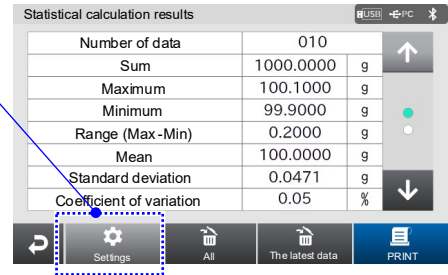 Statistical calculation results USB PC
Number of data 010
Sum 1000.0000 g
Maximum 100.1000 g
Minimum 99.9000 g
Range (Max-Min) 0.2000 g
Mean 100.0000 g
Standard deviation 0.0471 g
Coefficient of variation 0.05 %
Settings All The latest data PRINT